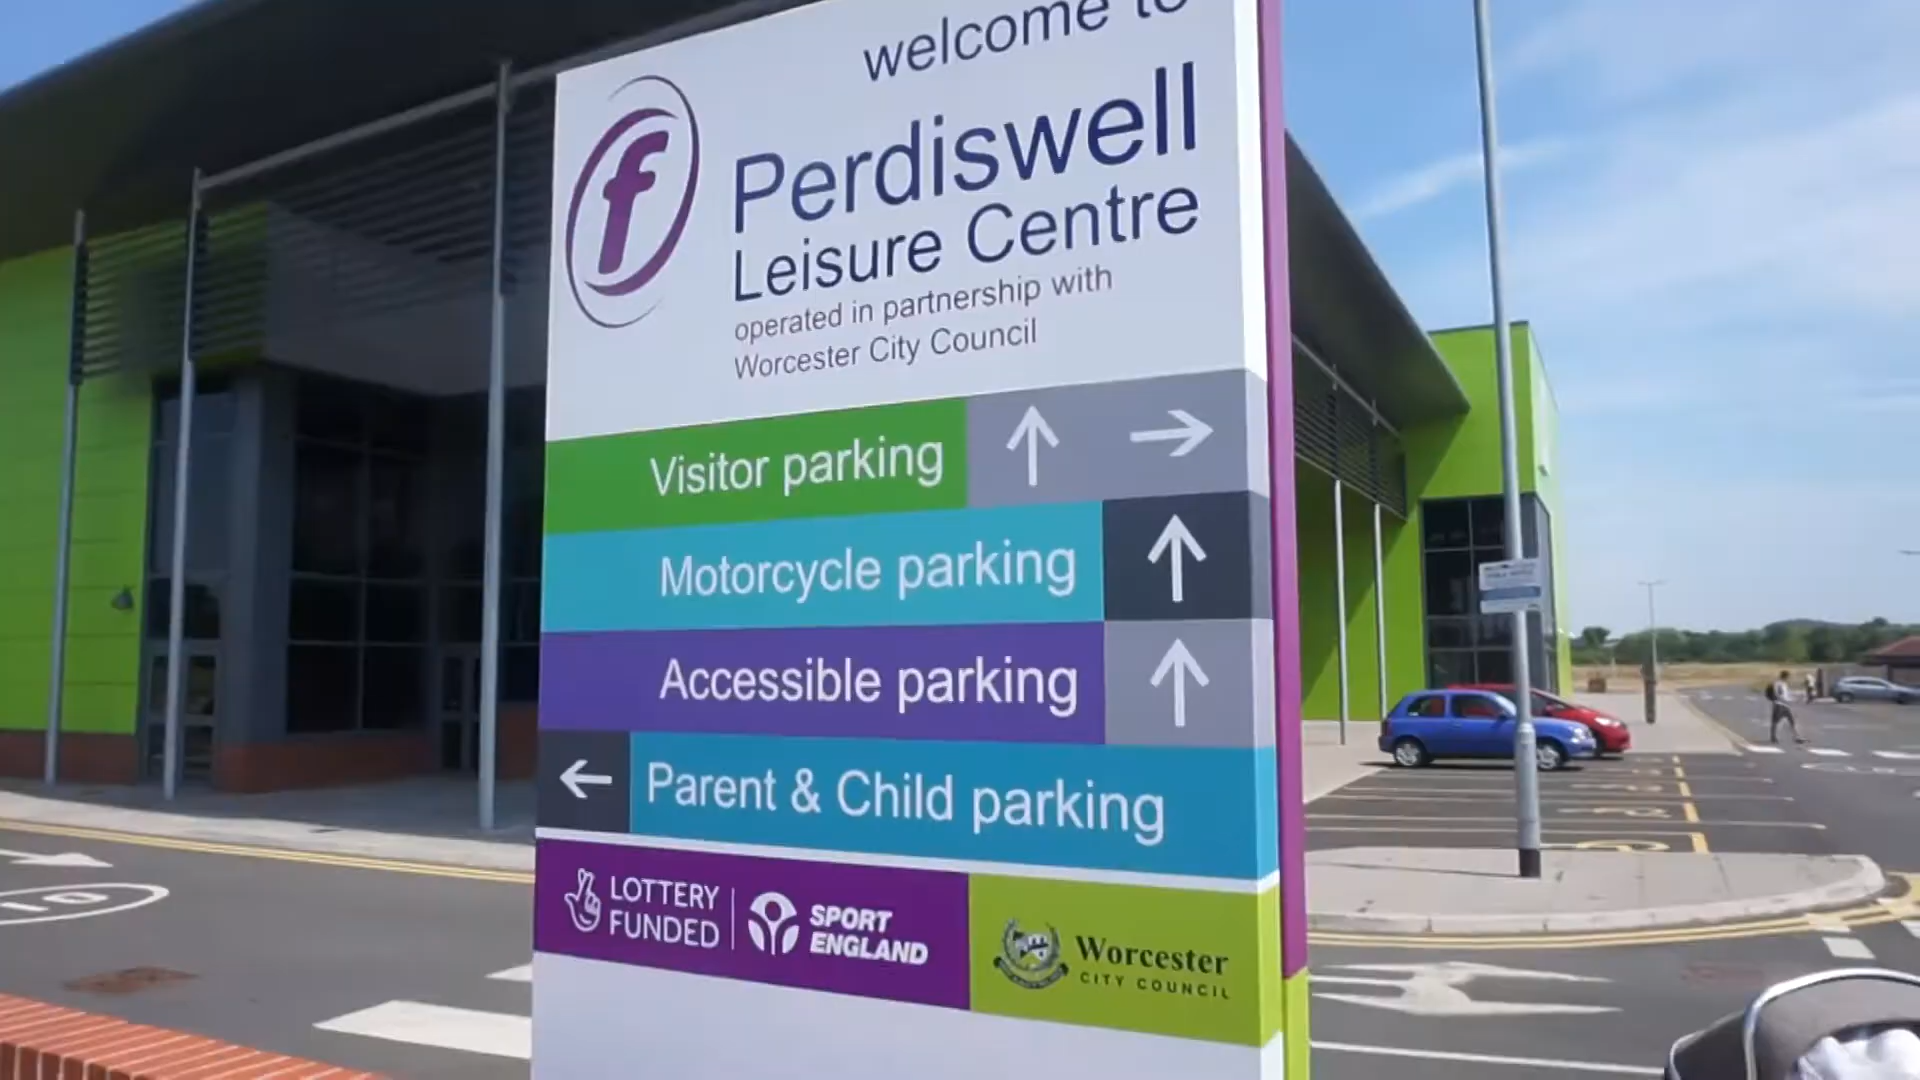 welcome to
f
Perdiswell
Leisure Centre
operated in partnership with
Worcester City Council
Visitor parking
Motorcycle parking
Accessible parking
Parent & Child parking
LOTTERY
FUNDED
SPORT
ENGLAND
Worcester
CITY COUNCIL
10